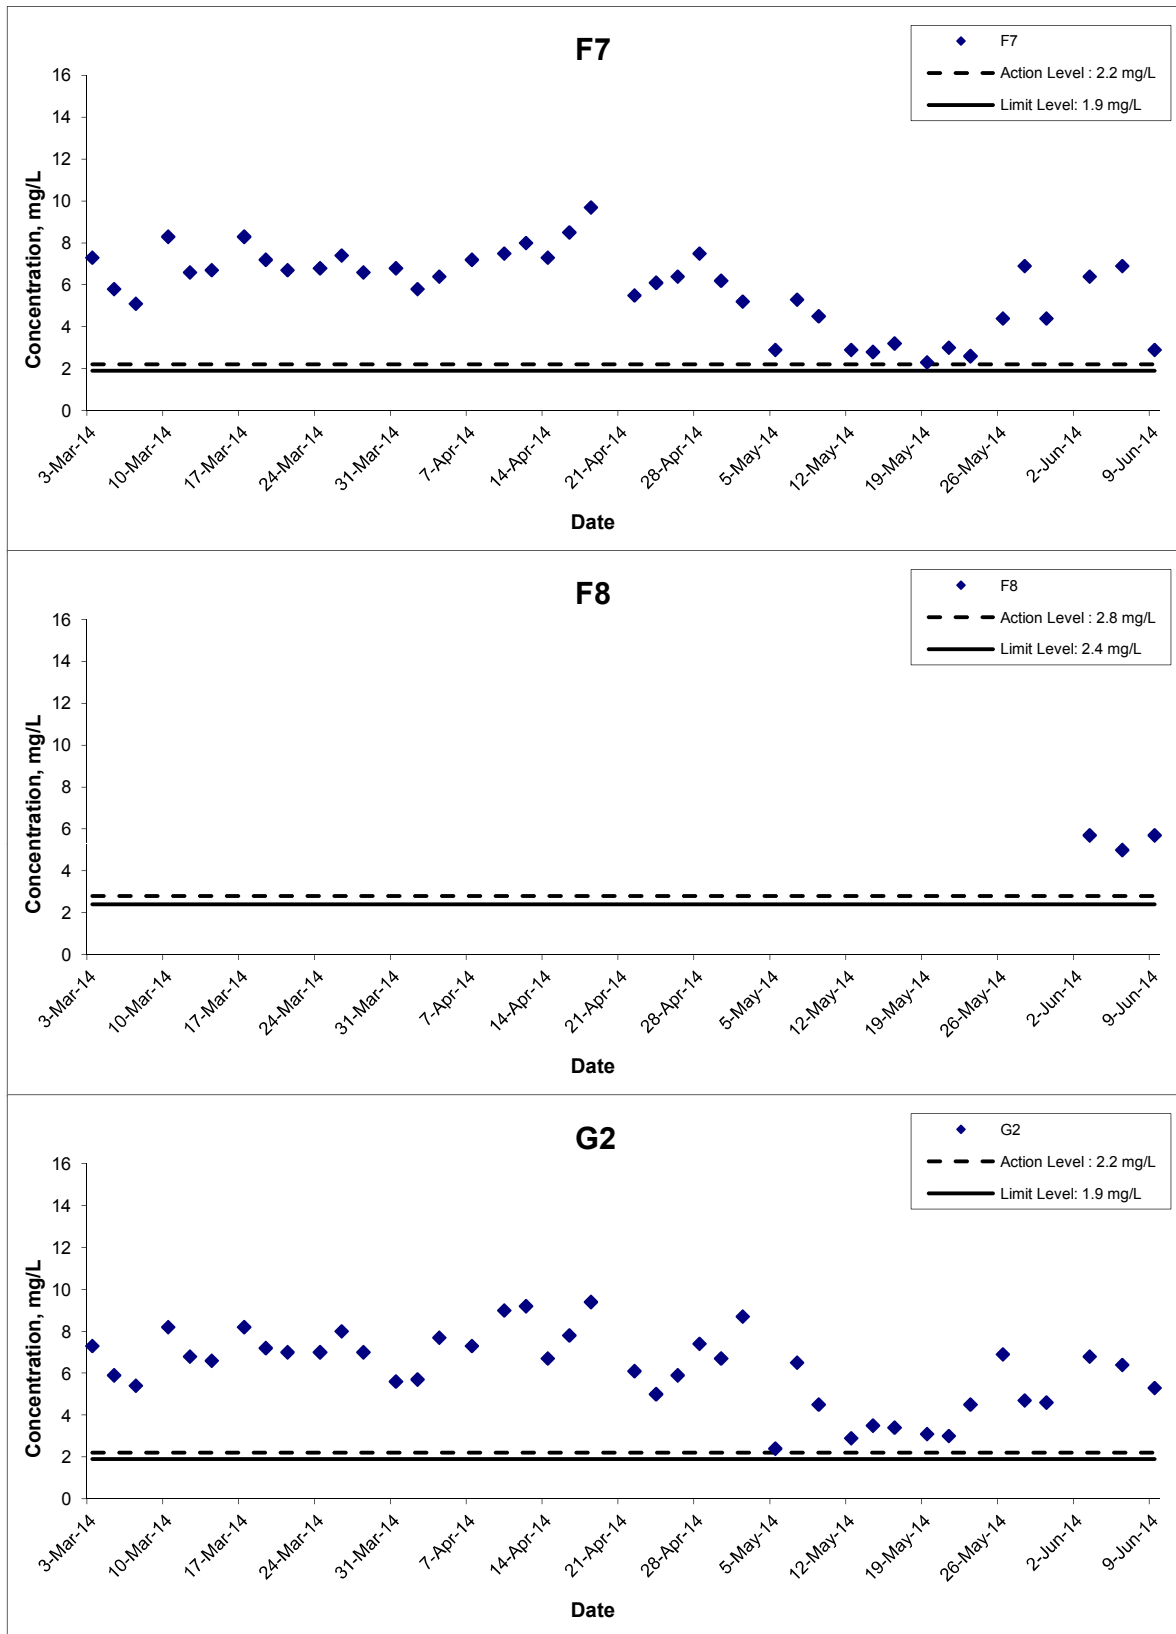 F7
F7
Action Level : 2.2 mg/L
Limit Level: 1.9 mg/L
Concentration, mg/L
16
14
12
10
8
6
4
2
0
3-Mar-14
10-Mar-14
17-Mar-14
24-Mar-14
31-Mar-14
7-Apr-14
14-Apr-14
21-Apr-14
28-Apr-14
5-May-14
12-May-14
19-May-14
26-May-14
2-Jun-14
9-Jun-14
Date
F8
F8
Action Level : 2.8 mg/L
Limit Level: 2.4 mg/L
Concentration, mg/L
16
14
12
10
8
6
4
2
0
3-Mar-14
10-Mar-14
17-Mar-14
24-Mar-14
31-Mar-14
7-Apr-14
14-Apr-14
21-Apr-14
28-Apr-14
5-May-14
12-May-14
19-May-14
26-May-14
2-Jun-14
9-Jun-14
Date
G2
G2
Action Level : 2.2 mg/L
Limit Level: 1.9 mg/L
Concentration, mg/L
16
14
12
10
8
6
4
2
0
3-Mar-14
10-Mar-14
17-Mar-14
24-Mar-14
31-Mar-14
7-Apr-14
14-Apr-14
21-Apr-14
28-Apr-14
5-May-14
12-May-14
19-May-14
26-May-14
2-Jun-14
9-Jun-14
Date